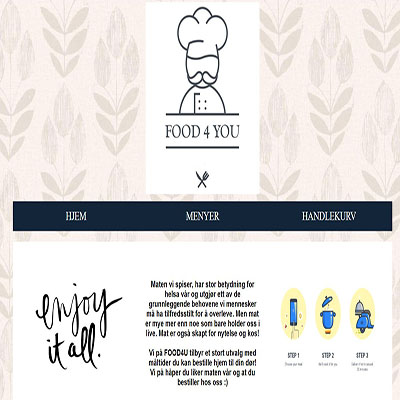 FOOD 4 YOU
HJEM MENYER HANDLEKURV
enjoy
it all.
Maten vi spiser, har stor betydning for
helsa vår og utgjør ett av de
grunnleggende behovene vi mennesker
må ha tilfredsstilt for å overleve. Men mat
er mye mer enn noe som bare holder oss i
live. Mat er også skapt for nytelse og kos!
Vi på FOOD4U tilbyr et stort utvalg med
måltider du kan bestille hjem til din dør!
Vi på håper du liker maten vår og at du
bestiller hos oss :)
STEP 1 STEP 2 STEP 3